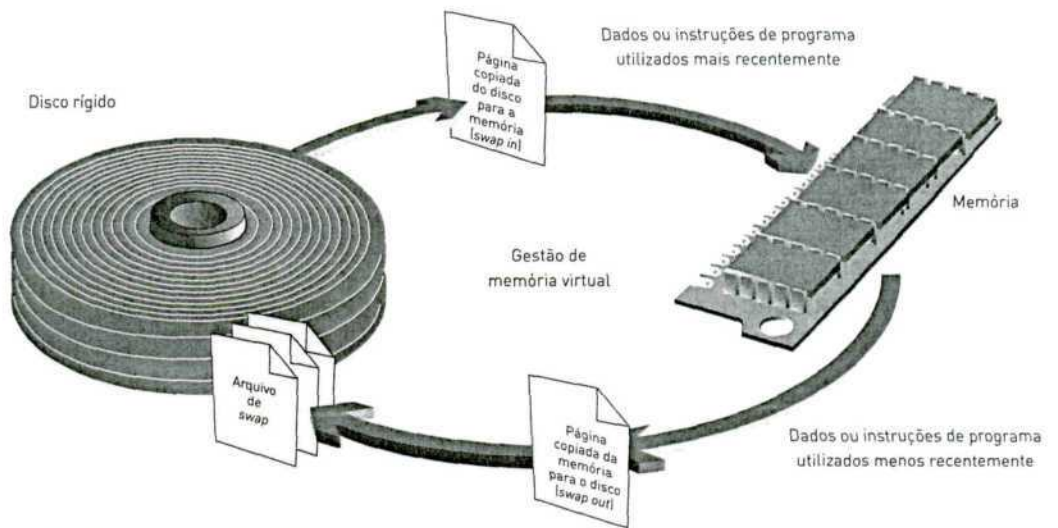 Dados ou instruções de programa
utilizados mais recentemente
Disco rígido
Página
copiada
do disco
para a
memória
(swap in)
Memória
Gestão de
memória virtual
Arquivo
de
swap
Página
copiada da
memória
para o disco
(swap out)
Dados ou instruções de programa
utilizados menos recentemente